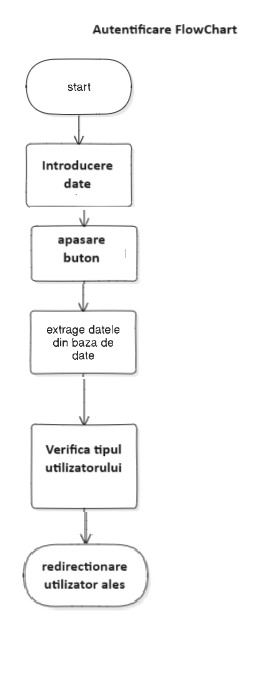 Autentificare FlowChart
start
Introducere
date
apasare
buton
extrage datele
din baza de
date
Verifica tipul
utilizatorului
redirectionare
utilizator ales